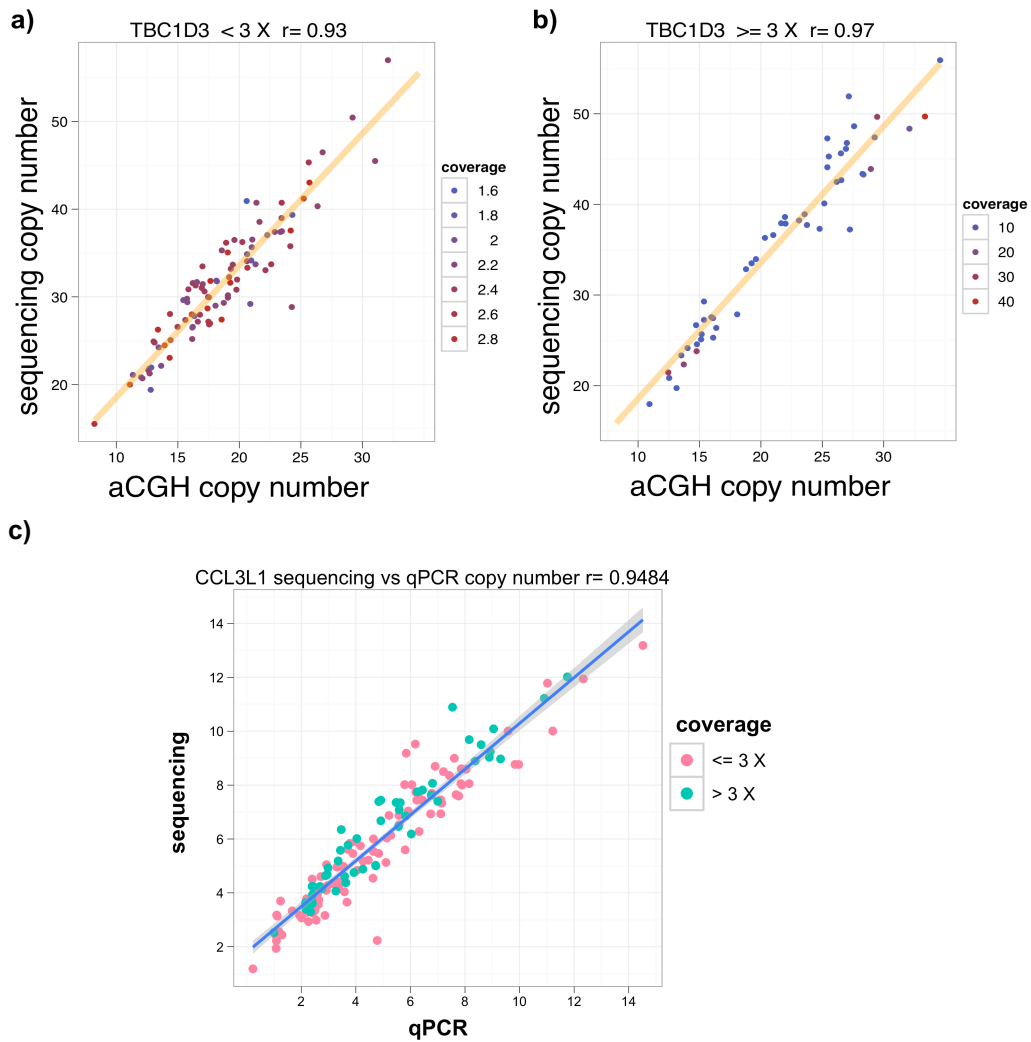 a)
TBC1D3 < 3 X r= 0.93
sequencing copy number
50
40
30
20
10
15
20
25
30
aCGH copy number
coverage
1.6
1.8
2
2.2
2.4
2.6
2.8
b)
TBC1D3 >= 3 X r= 0.97
sequencing copy number
50
40
30
20
10
15
20
25
30
aCGH copy number
coverage
10
20
30
40
c)
CCL3L1 sequencing vs qPCR copy number r= 0.9484
sequencing
14
12
10
8
6
4
2
2
4
6
8
10
12
14
qPCR
coverage
<= 3 X
> 3 X